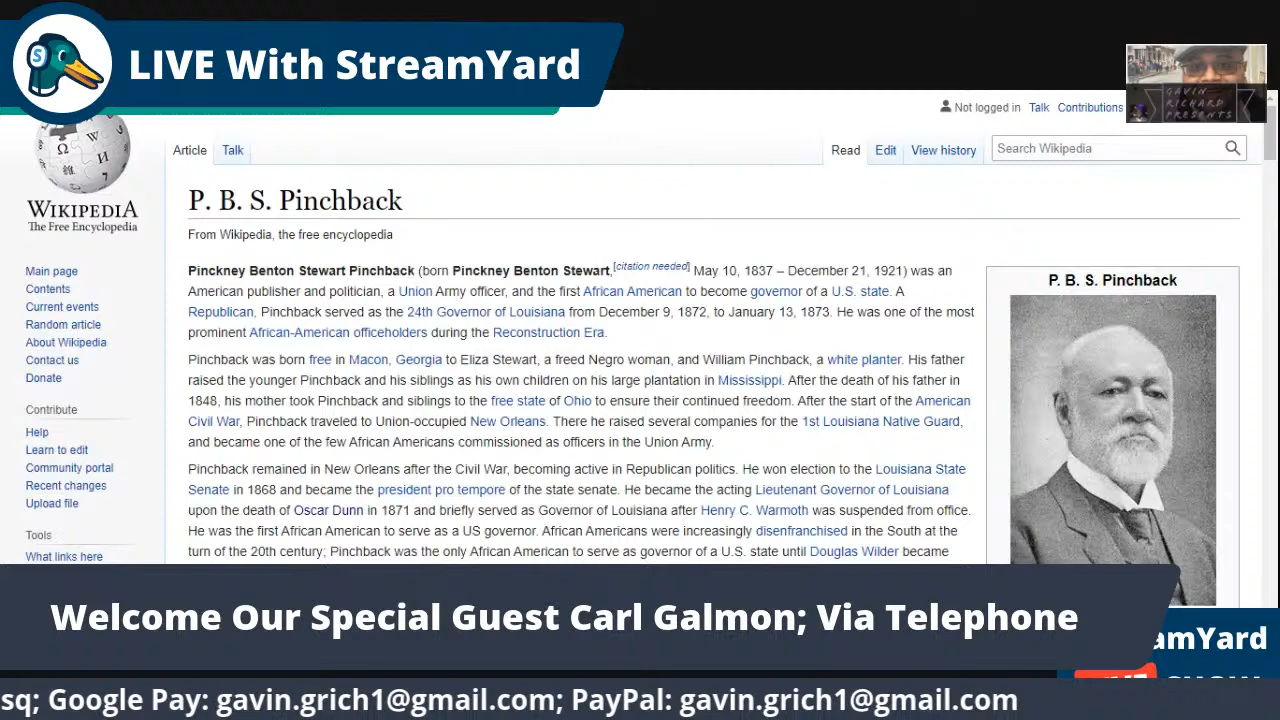 LIVE With StreamYard
S
GAVIN
RICHARD
PRESENTS
Not logged in Talk Contributions
Article Talk Read Edit View history Search Wikipedia
WIKIPEDIA
The Free Encyclopedia
P. B. S. Pinchback
From Wikipedia, the free encyclopedia
Main page
Contents
Current events
Random article
About Wikipedia
Contact us
Donate
Contribute
Help
Learn to edit
Community portal
Recent changes
Upload file
Tools
What links here
Pinckney Benton Stewart Pinchback (born Pinckney Benton Stewart,[citation needed] May 10, 1837 – December 21, 1921) was an
American publisher and politician, a Union Army officer, and the first African American to become governor of a U.S. state. A
Republican, Pinchback served as the 24th Governor of Louisiana from December 9, 1872, to January 13, 1873. He was one of the most
prominent African-American officeholders during the Reconstruction Era.
Pinchback was born free in Macon, Georgia to Eliza Stewart, a freed Negro woman, and William Pinchback, a white planter. His father
raised the younger Pinchback and his siblings as his own children on his large plantation in Mississippi. After the death of his father in
1848, his mother took Pinchback and siblings to the free state of Ohio to ensure their continued freedom. After the start of the American
Civil War, Pinchback traveled to Union-occupied New Orleans. There he raised several companies for the 1st Louisiana Native Guard,
and became one of the few African Americans commissioned as officers in the Union Army.
Pinchback remained in New Orleans after the Civil War, becoming active in Republican politics. He won election to the Louisiana State
Senate in 1868 and became the president pro tempore of the state senate. He became the acting Lieutenant Governor of Louisiana
upon the death of Oscar Dunn in 1871 and briefly served as Governor of Louisiana after Henry C. Warmoth was suspended from office.
He was the first African American to serve as a US governor. African Americans were increasingly disenfranchised in the South at the
turn of the 20th century; Pinchback was the only African American to serve as governor of a U.S. state until Douglas Wilder became
P. B. S. Pinchback
Welcome Our Special Guest Carl Galmon; Via Telephone
amYard
sq; Google Pay: gavin.grich1@gmail.com; PayPal: gavin.grich1@gmail.com